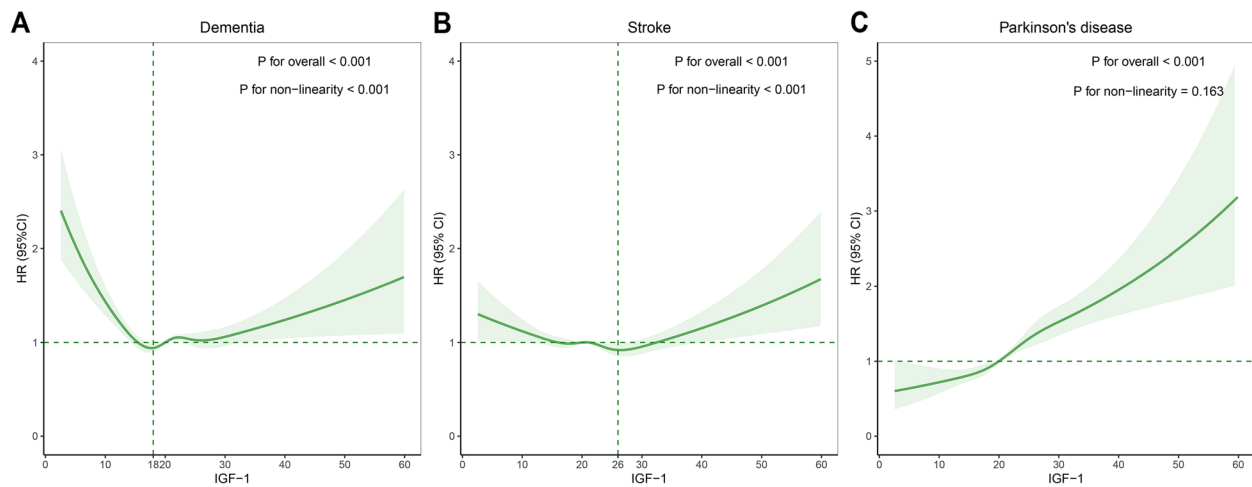 A
Dementia
P for overall < 0.001
P for non−linearity < 0.001
HR (95%CI)
4
3
2
1
0
0 10 18 20 30 40 50 60
IGF−1
B
Stroke
P for overall < 0.001
P for non−linearity < 0.001
HR (95% CI)
4
3
2
1
0
0 10 20 26 30 40 50 60
IGF−1
C
Parkinson's disease
P for overall < 0.001
P for non−linearity = 0.163
HR (95% CI)
5
4
3
2
1
0
0 10 20 30 40 50 60
IGF−1